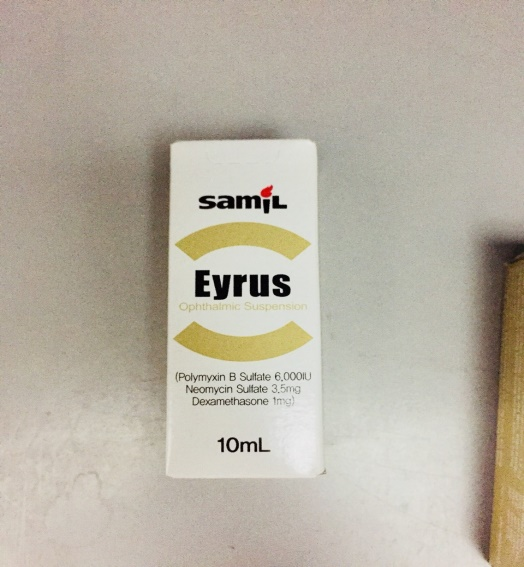 samil
Eyrus
Ophthalmic Suspension
(Polymyxin B Sulfate 6,000IU
Neomycin Sulfate 3.5mg
Dexamethasone 1mg)
10mL